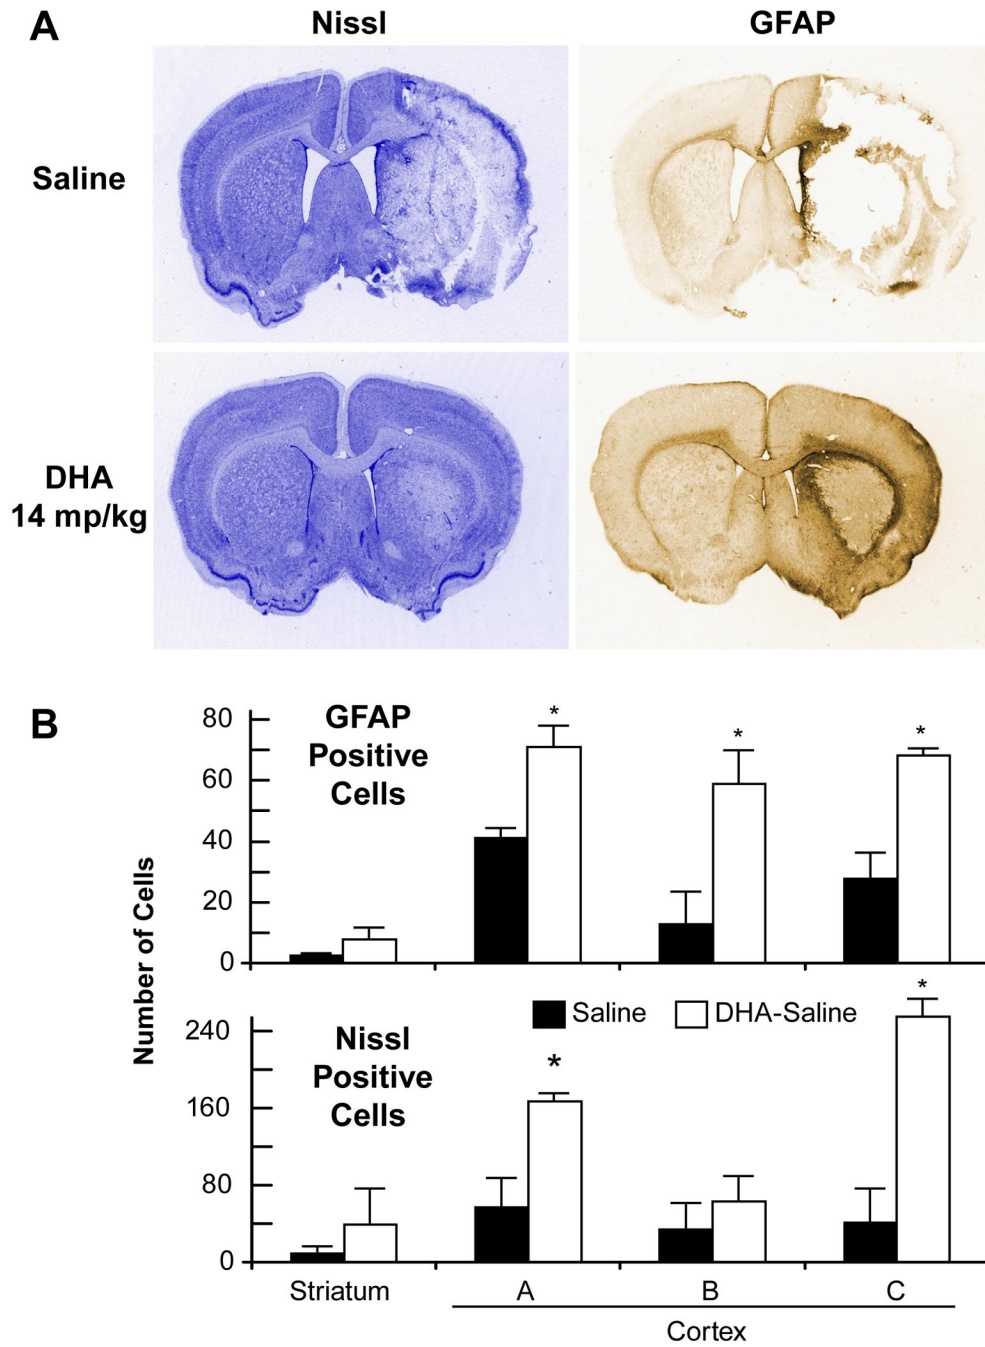 A
Nissl
GFAP
Saline
DHA
14 mp/kg
B
GFAP
Positive
Cells
80
60
40
20
0
*
*
*
Number of Cells
Saline
DHA-Saline
Nissl
Positive
Cells
240
160
80
0
*
*
Striatum
A
B
C
Cortex